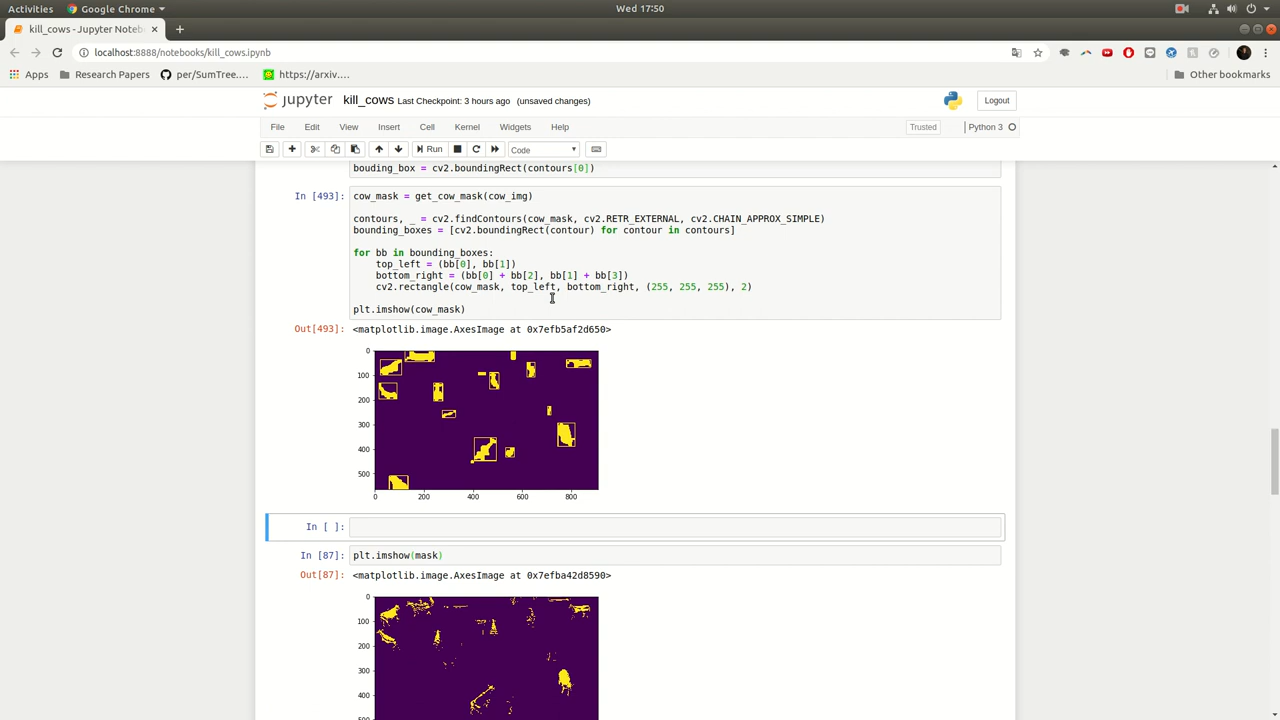 Activities
Google Chrome
Wed 17:50
kill_cows - Jupyter Noteb
localhost:8888/notebooks/kill_cows.ipynb
Apps
Research Papers
per/SumTree....
https://arxiv....
Other bookmarks
jupyter kill_cows Last Checkpoint: 3 hours ago (unsaved changes)
Logout
File Edit View Insert Cell Kernel Widgets Help
Trusted
Python 3
Run
Code
bouding_box = cv2.boundingRect(contours[0])
In [493]:
cow_mask = get_cow_mask(cow_img)
contours, _ = cv2.findContours(cow_mask, cv2.RETR_EXTERNAL, cv2.CHAIN_APPROX_SIMPLE)
bounding_boxes = [cv2.boundingRect(contour) for contour in contours]
for bb in bounding_boxes:
top_left = (bb[0], bb[1])
bottom_right = (bb[0] + bb[2], bb[1] + bb[3])
cv2.rectangle(cow_mask, top_left, bottom_right, (255, 255, 255), 2)
plt.imshow(cow_mask)
Out[493]:
<matplotlib.image.AxesImage at 0x7efb5af2d650>
0
100
200
300
400
500
0 200 400 600 800
In [ ]:
In [87]:
plt.imshow(mask)
Out[87]:
<matplotlib.image.AxesImage at 0x7efba42d8590>
0
100
200
300
400